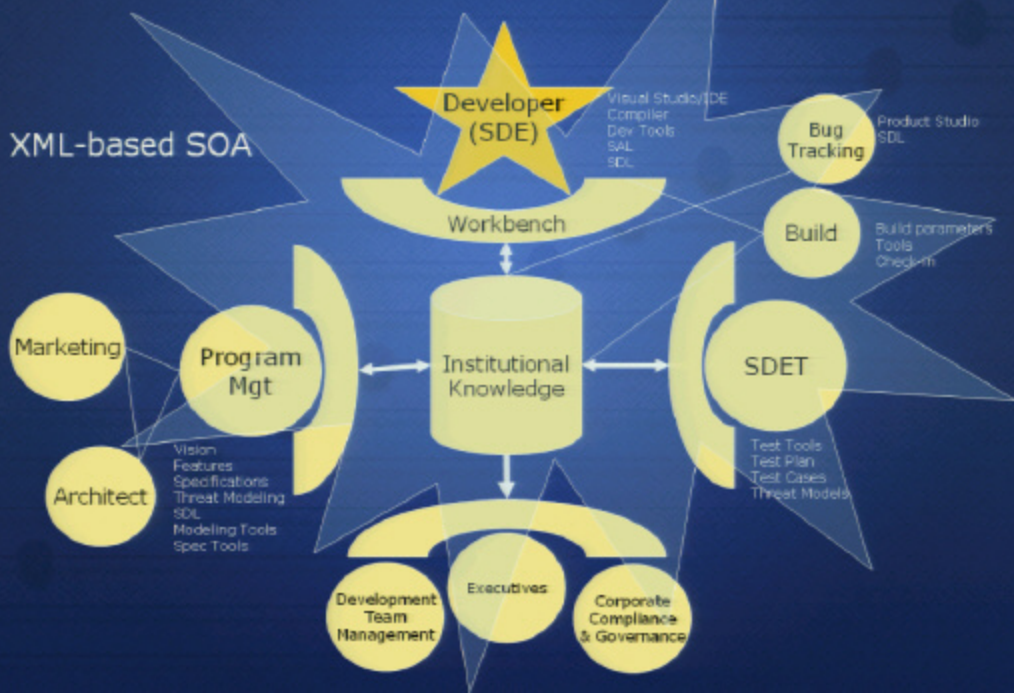 XML-based SOA
Developer
(SDE)
Visual Studio/IDE
Compiler
Dev Tools
SAL
SDL
Bug
Tracking
Product Studio
SDL
Workbench
Build
Build parameters
Tools
Check-in
Marketing
Program
Mgt
Institutional
Knowledge
SDET
Architect
Vision
Features
Specifications
Threat Modeling
SDL
Modeling Tools
Spec Tools
Test Tools
Test Plan
Test Cases
Threat Models
Development
Team
Management
Executives
Corporate
Compliance
& Governance